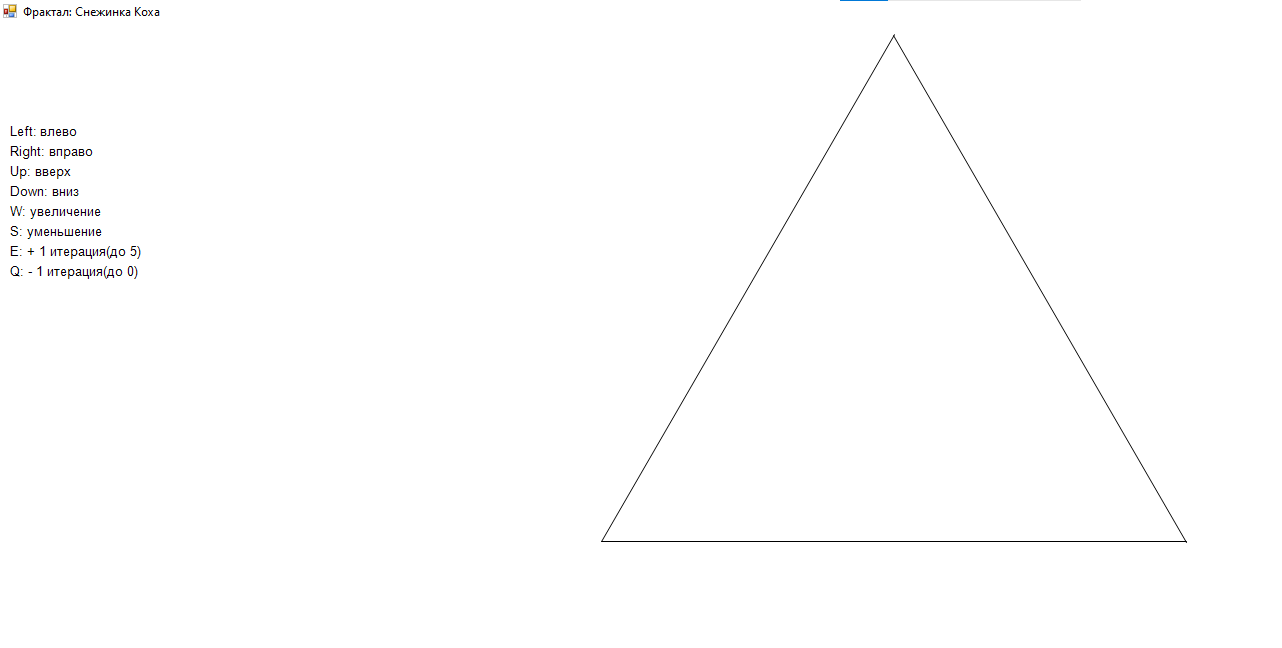 Фрактал: Снежинка Коха
Left: влево
Right: вправо
Up: вверх
Down: вниз
W: увеличение
S: уменьшение
E: + 1 итерация(до 5)
Q: - 1 итерация(до 0)